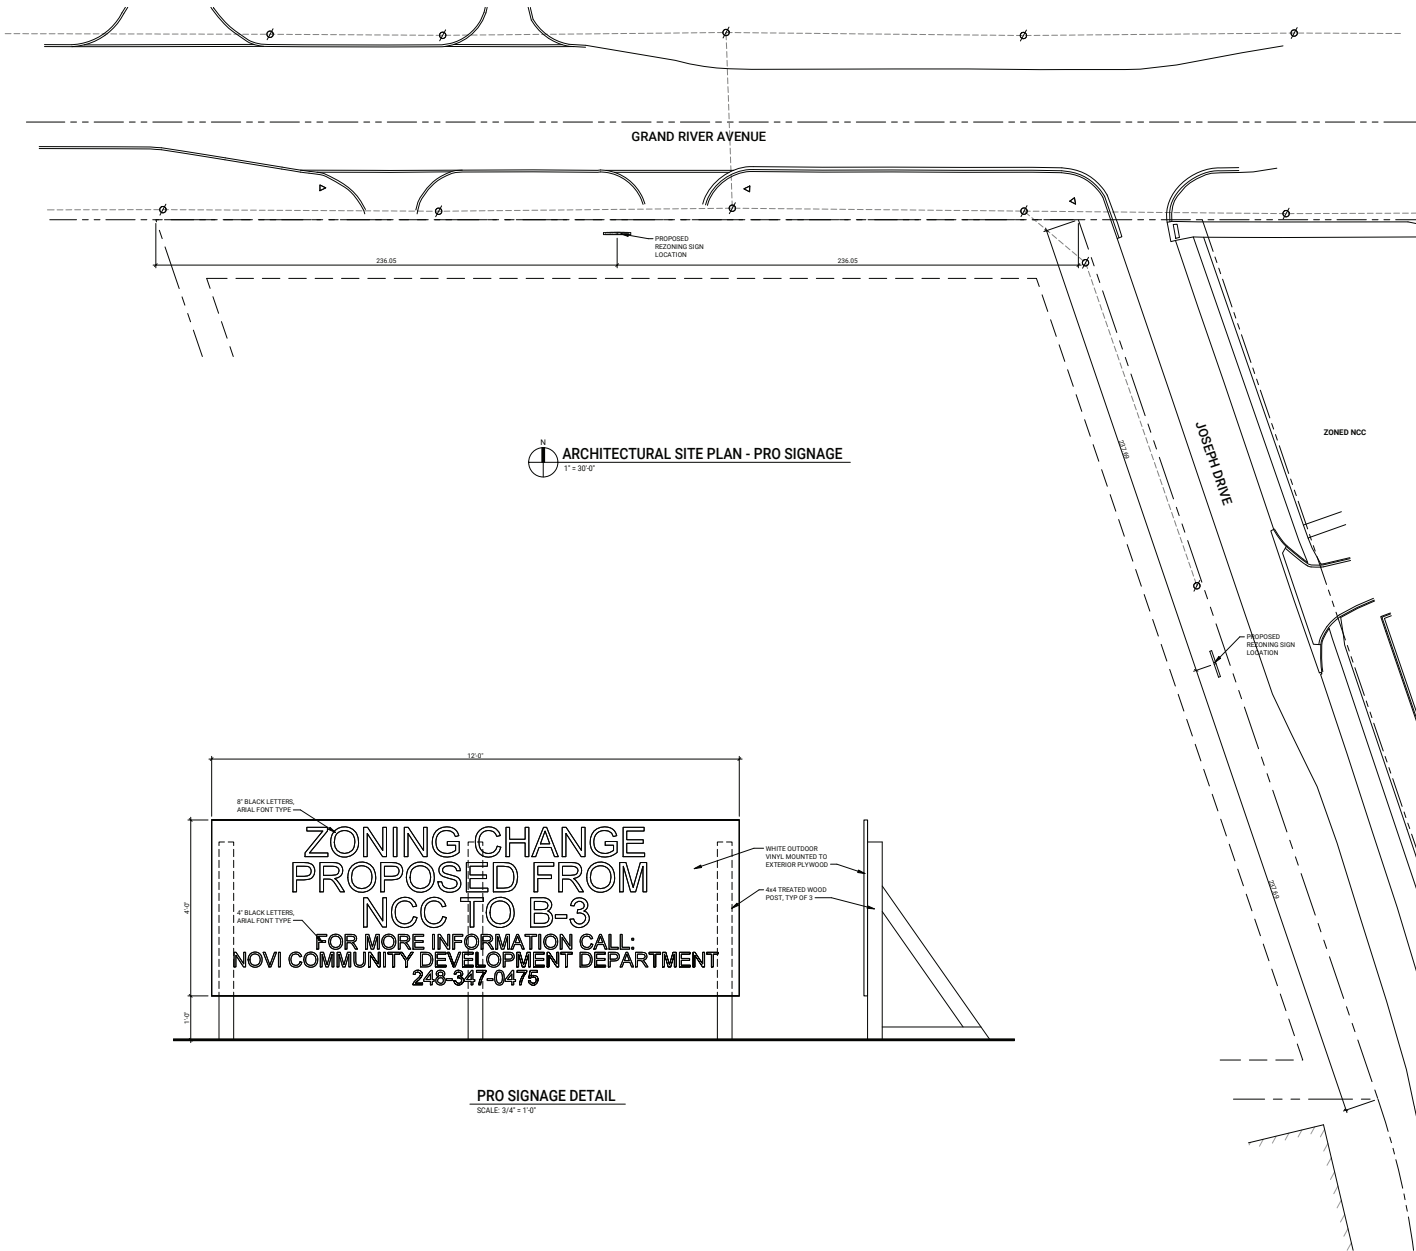 GRAND RIVER AVENUE
PROPOSED
REZONING SIGN
LOCATION
236.05
236.05
N
ARCHITECTURAL SITE PLAN - PRO SIGNAGE
1" = 30'-0"
JOSEPH DRIVE
ZONED NCC
PROPOSED
REZONING SIGN
LOCATION
12'-0"
8" BLACK LETTERS,
ARIAL FONT TYPE
ZONING CHANGE
PROPOSED FROM
NCC TO B-3
4" BLACK LETTERS,
ARIAL FONT TYPE
FOR MORE INFORMATION CALL:
NOVI COMMUNITY DEVELOPMENT DEPARTMENT
248-347-0475
4'-0"
1'-0"
WHITE OUTDOOR
VINYL MOUNTED TO
EXTERIOR PLYWOOD
4x4 TREATED WOOD
POST, TYP OF 3
PRO SIGNAGE DETAIL
SCALE: 3/4" = 1'-0"